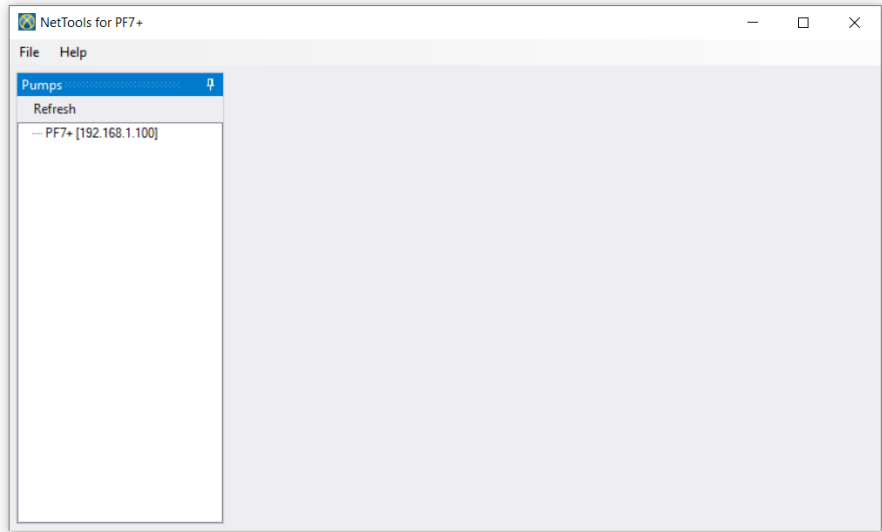 NetTools for PF7+
File Help
Pumps
Refresh
PF7+ [192.168.1.100]